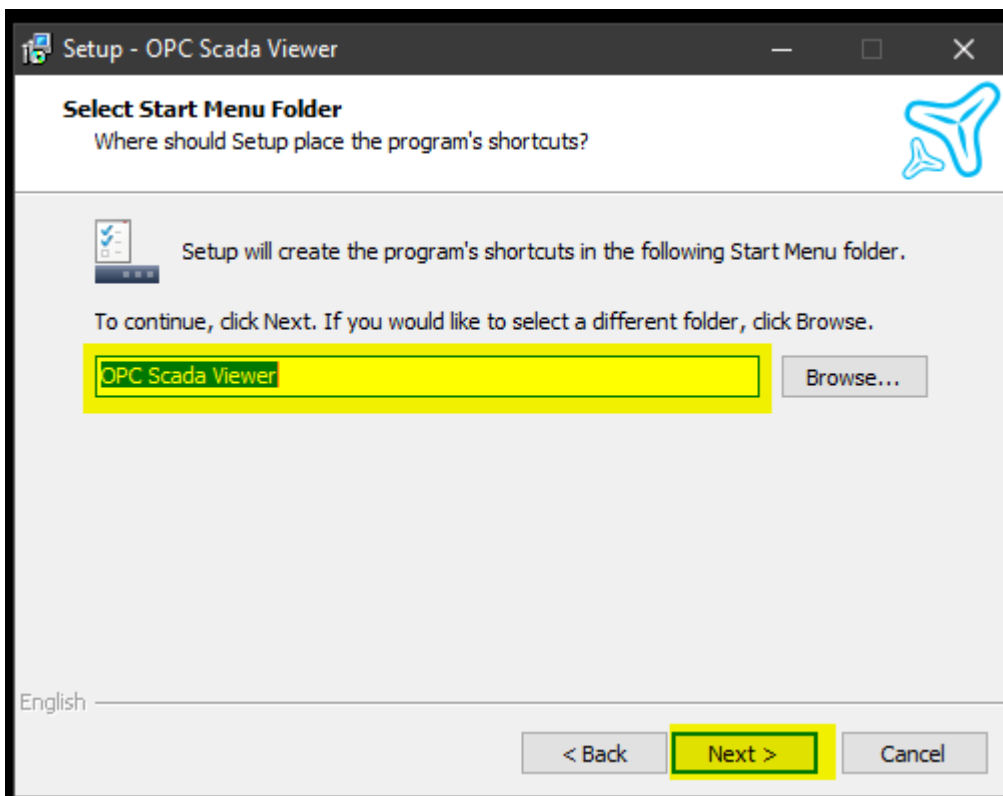 Setup - OPC Scada Viewer
Select Start Menu Folder
Where should Setup place the program's shortcuts?
Setup will create the program's shortcuts in the following Start Menu folder.
To continue, click Next. If you would like to select a different folder, click Browse.
OPC Scada Viewer
Browse...
English
< Back
Next >
Cancel